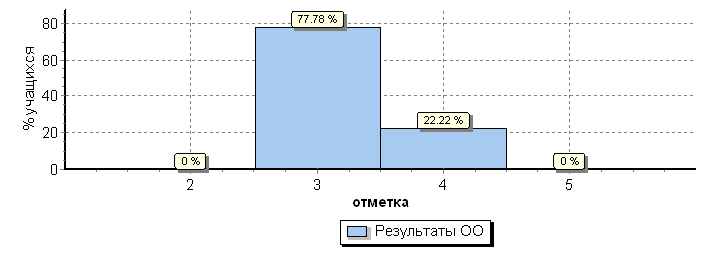 % учащихся
80
60
40
20
0
0 %
77.78 %
22.22 %
0 %
2 3 4 5
отметка
Результаты ОО